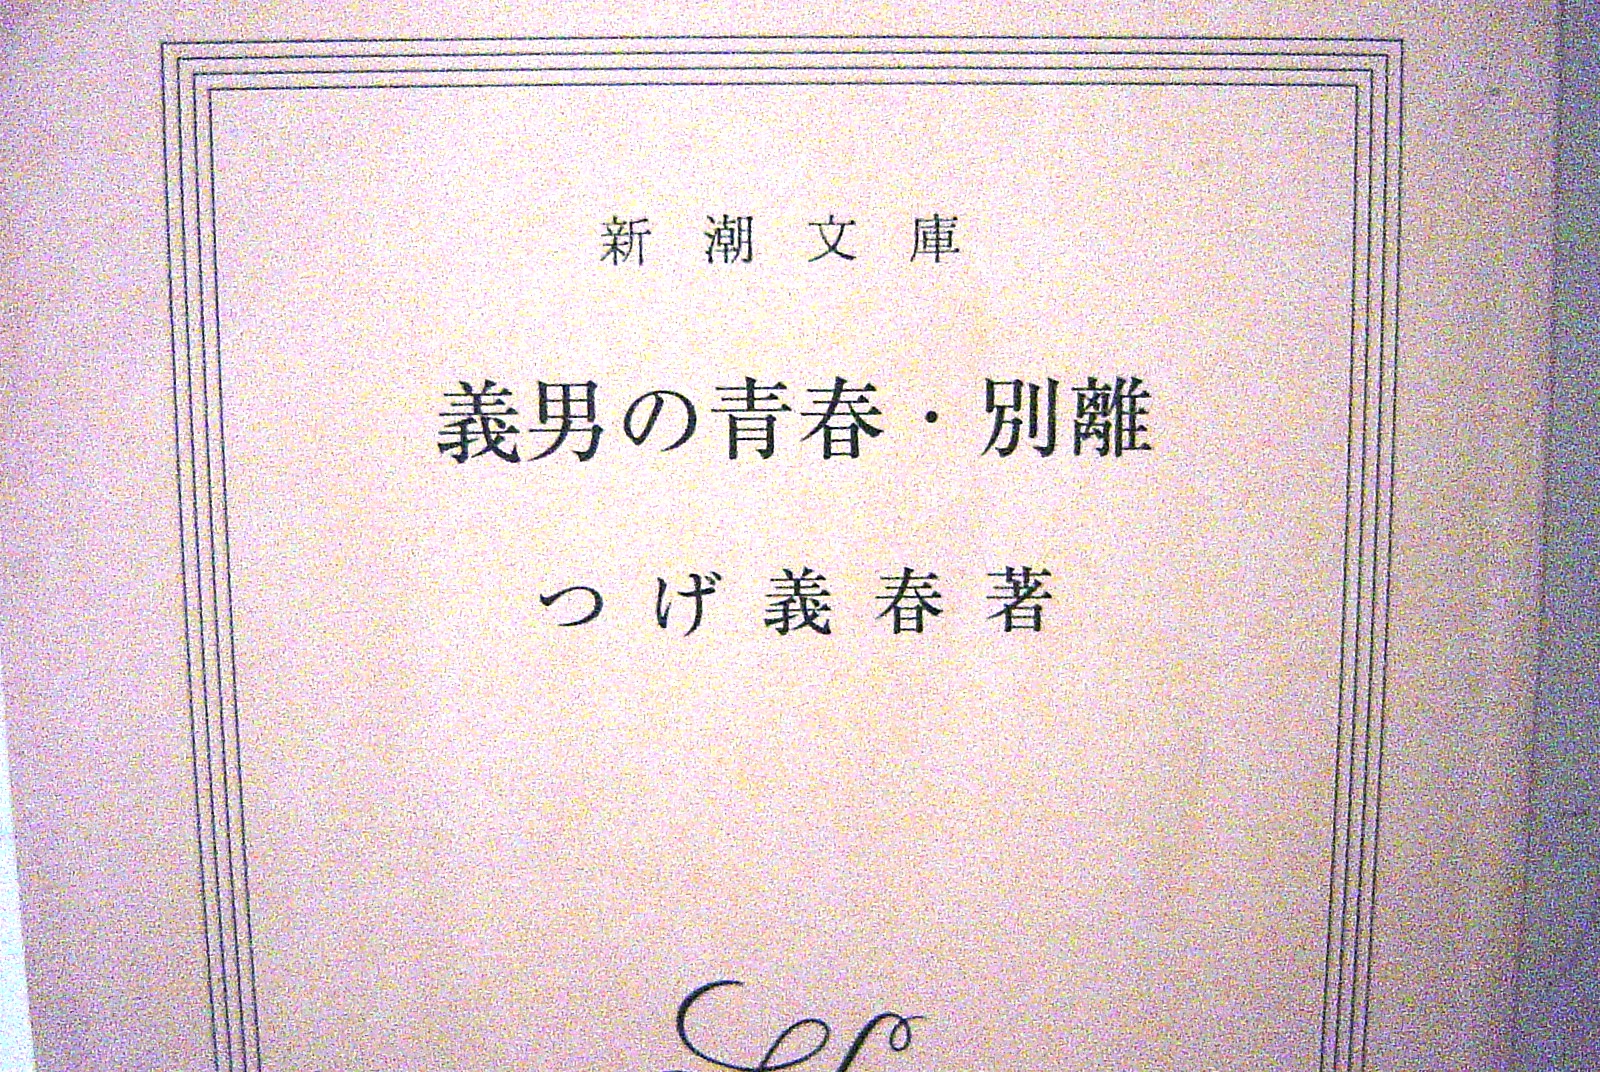 新潮文庫
義男の青春・別離
つげ義春著